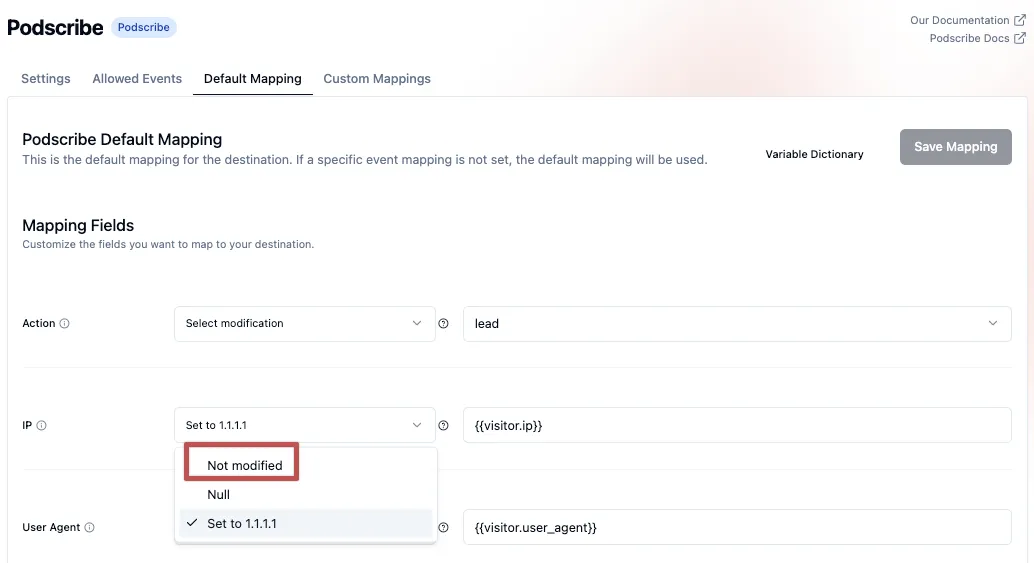 Podscribe Podscribe
Our Documentation
Podscribe Docs
Settings Allowed Events Default Mapping Custom Mappings
Podscribe Default Mapping
This is the default mapping for the destination. If a specific event mapping is not set, the default mapping will be used.
Variable Dictionary
Save Mapping
Mapping Fields
Customize the fields you want to map to your destination.
Action Select modification lead
IP Set to 1.1.1.1 {{visitor.ip}}
Not modified
Null
Set to 1.1.1.1
User Agent {{visitor.user_agent}}